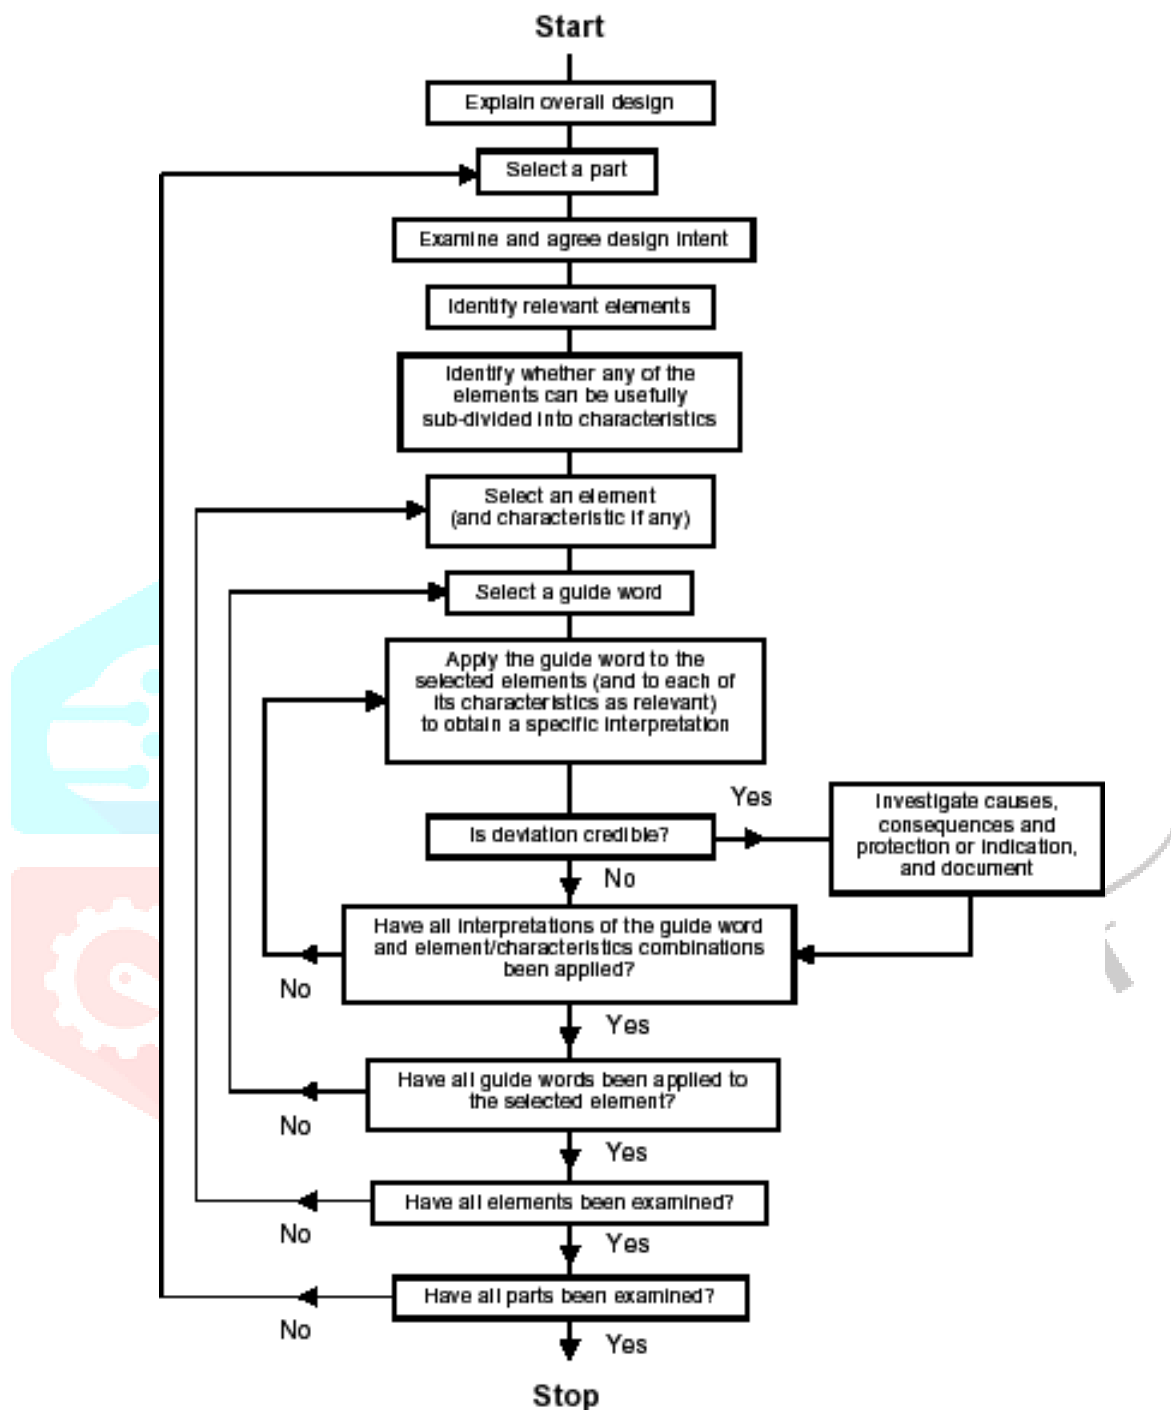 Start
Explain overall design
Select a part
Examine and agree design intent
Identify relevant elements
Identify whether any of the
elements can be usefully
sub-divided into characteristics
Select an element
(and characteristic if any)
Select a guide word
Apply the guide word to the
selected elements (and to each of
its characteristics as relevant)
to obtain a specific interpretation
Is deviation credible?
Yes
Investigate causes,
consequences and
protection or indication,
and document
No
Have all interpretations of the guide word
and element/characteristics combinations
been applied?
No
Yes
Have all guide words been applied to
the selected element?
No
Yes
Have all elements been examined?
No
Yes
Have all parts been examined?
No
Yes
Stop